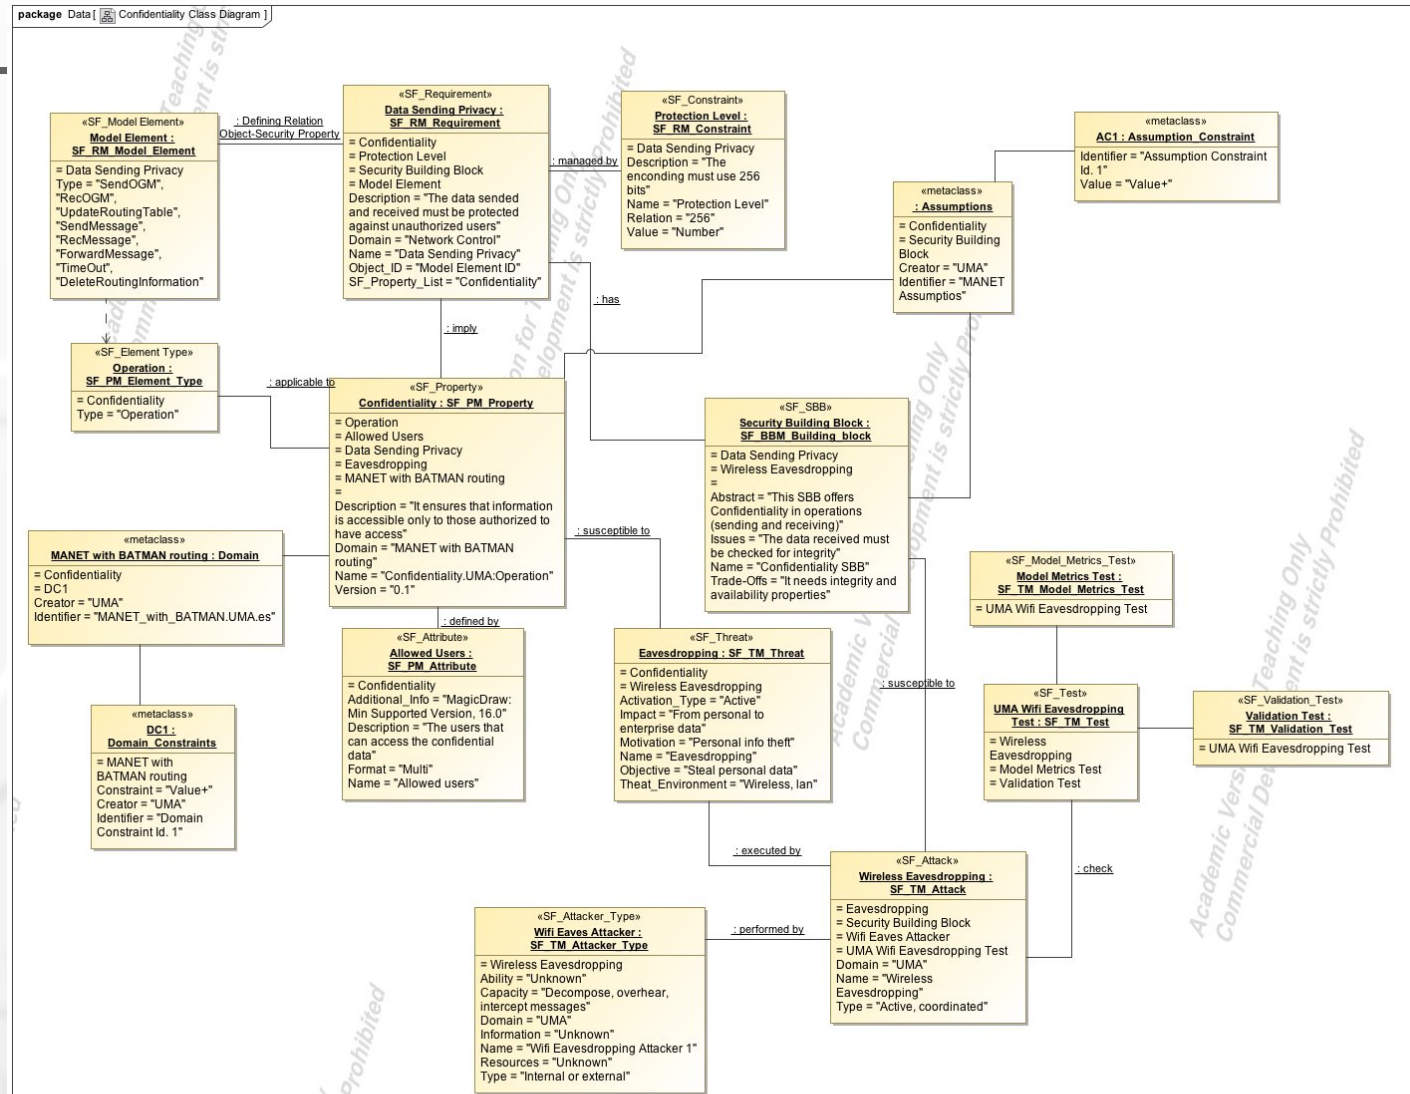 package Data [ Confidentiality Class Diagram ]
«SF_Model Element»
Model Element :
SF_RM_Model_Element
= Data Sending Privacy
Type = "SendOGM",
"RecOGM",
"UpdateRoutingTable",
"SendMessage",
"RecMessage",
"ForwardMessage",
"TimeOut",
"DeleteRoutingInformation"
: Defining Relation
Object-Security Property
«SF_Requirement»
Data Sending Privacy :
SF_RM_Requirement
= Confidentiality
= Protection Level
= Security Building Block
= Model Element
Description = "The data sended
and received must be protected
against unauthorized users"
Domain = "Network Control"
Name = "Data Sending Privacy"
Object_ID = "Model Element ID"
SF_Property_List = "Confidentiality"
: managed by
«SF_Constraint»
Protection Level :
SF_RM_Constraint
= Data Sending Privacy
Description = "The
enconding must use 256
bits"
Name = "Protection Level"
Relation = "256"
Value = "Number"
«metaclass»
AC1 : Assumption_Constraint
Identifier = "Assumption Constraint
Id. 1"
Value = "Value+"
«metaclass»
: Assumptions
= Confidentiality
= Security Building
Block
Creator = "UMA"
Identifier = "MANET
Assumptios"
: has
: imply
«SF_Element Type»
Operation :
SF_PM_Element_Type
= Confidentiality
Type = "Operation"
: applicable to
«SF_Property»
Confidentiality : SF_PM_Property
= Operation
= Allowed Users
= Data Sending Privacy
= Eavesdropping
= MANET with BATMAN routing
=
Description = "It ensures that information
is accessible only to those authorized to
have access"
Domain = "MANET with BATMAN
routing"
Name = "Confidentiality.UMA:Operation"
Version = "0.1"
«SF_SBB»
Security Building Block :
SF_BBM_Building_block
= Data Sending Privacy
= Wireless Eavesdropping
=
Abstract = "This SBB offers
Confidentiality in operations
(sending and receiving)"
Issues = "The data received must
be checked for integrity"
Name = "Confidentiality SBB"
Trade-Offs = "It needs integrity and
availability properties"
: susceptible to
«metaclass»
MANET with BATMAN routing : Domain
= Confidentiality
= DC1
Creator = "UMA"
Identifier = "MANET_with_BATMAN.UMA.es"
: defined by
«SF_Attribute»
Allowed Users :
SF_PM_Attribute
= Confidentiality
Additional_Info = "MagicDraw:
Min Supported Version, 16.0"
Description = "The users that
can access the confidential
data"
Format = "Multi"
Name = "Allowed users"
«SF_Threat»
Eavesdropping : SF_TM_Threat
= Confidentiality
= Wireless Eavesdropping
Activation_Type = "Active"
Impact = "From personal to
enterprise data"
Motivation = "Personal info theft"
Name = "Eavesdropping"
Objective = "Steal personal data"
Theat_Environment = "Wireless, lan"
: susceptible to
«SF_Model_Metrics_Test»
Model Metrics Test :
SF_TM_Model_Metrics_Test
= UMA Wifi Eavesdropping Test
«SF_Test»
UMA Wifi Eavesdropping
Test : SF_TM_Test
= Wireless
Eavesdropping
= Model Metrics Test
= Validation Test
«SF_Validation_Test»
Validation Test :
SF_TM_Validation_Test
= UMA Wifi Eavesdropping Test
«metaclass»
DC1 :
Domain_Constraints
= MANET with
BATMAN routing
Constraint = "Value+"
Creator = "UMA"
Identifier = "Domain
Constraint Id. 1"
: executed by
: check
«SF_Attack»
Wireless Eavesdropping :
SF_TM_Attack
= Eavesdropping
= Security Building Block
= Wifi Eaves Attacker
= UMA Wifi Eavesdropping Test
Domain = "UMA"
Name = "Wireless
Eavesdropping"
Type = "Active, coordinated"
: performed by
«SF_Attacker_Type»
Wifi Eaves Attacker :
SF_TM_Attacker_Type
= Wireless Eavesdropping
Ability = "Unknown"
Capacity = "Decompose, overhear,
intercept messages"
Domain = "UMA"
Information = "Unknown"
Name = "Wifi Eavesdropping Attacker 1"
Resources = "Unknown"
Type = "Internal or external"